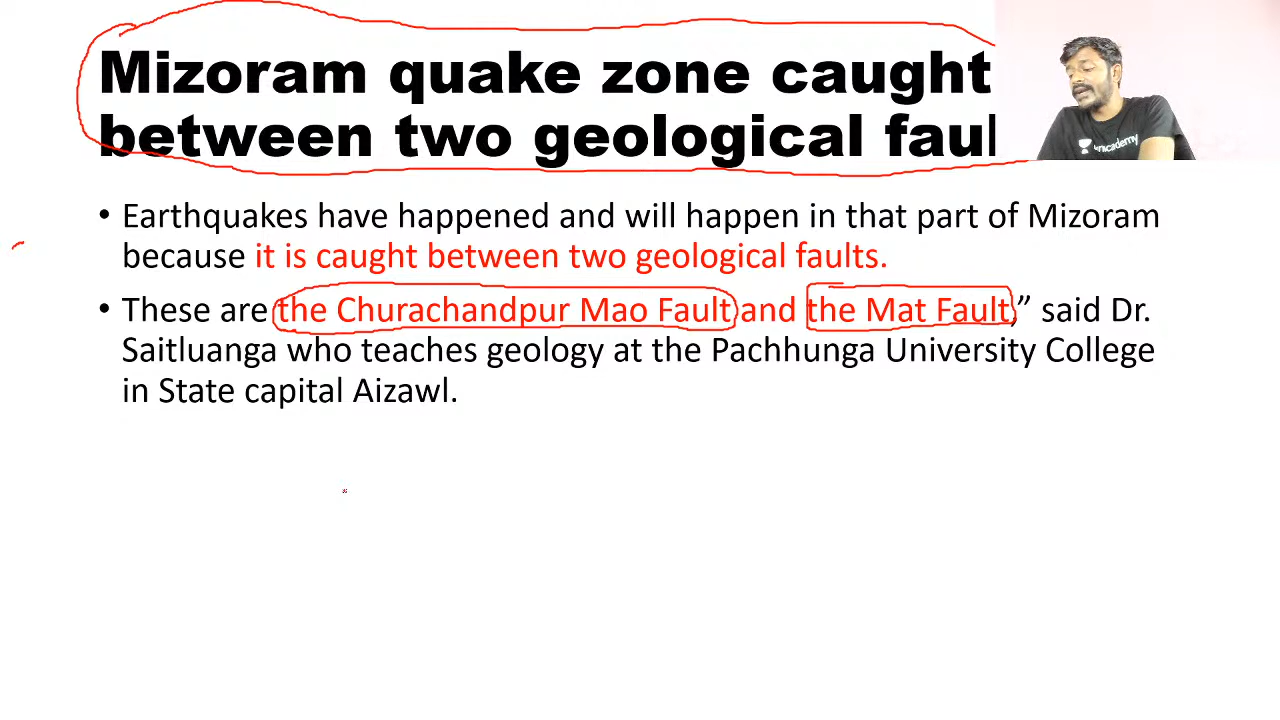 Mizoram quake zone caught
between two geological faul
• Earthquakes have happened and will happen in that part of Mizoram
because it is caught between two geological faults.
• These are the Churachandpur Mao Fault and the Mat Fault,” said Dr.
Saitluanga who teaches geology at the Pachhunga University College
in State capital Aizawl.
unacademy